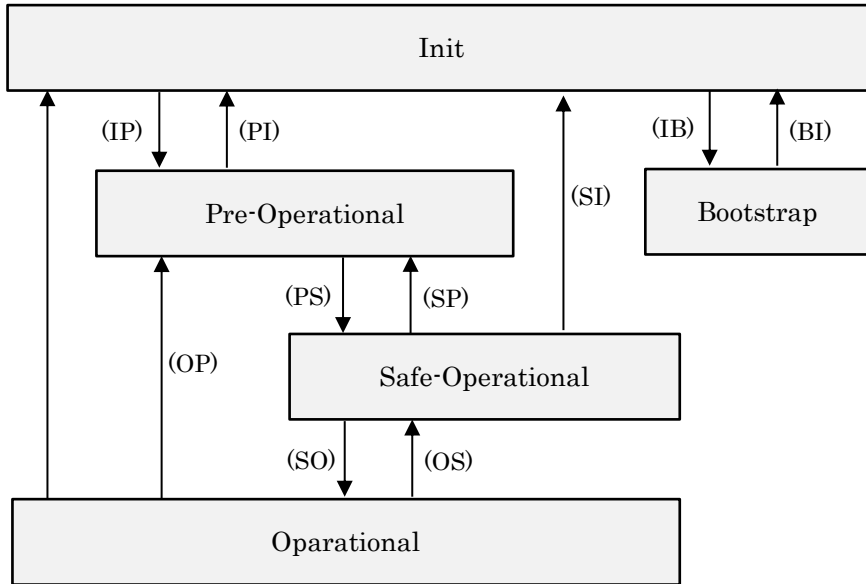 Init
(IP)
(PI)
(IB)
(BI)
(SI)
Pre-Operational
Bootstrap
(PS)
(SP)
(OP)
Safe-Operational
(SO)
(OS)
Oparational